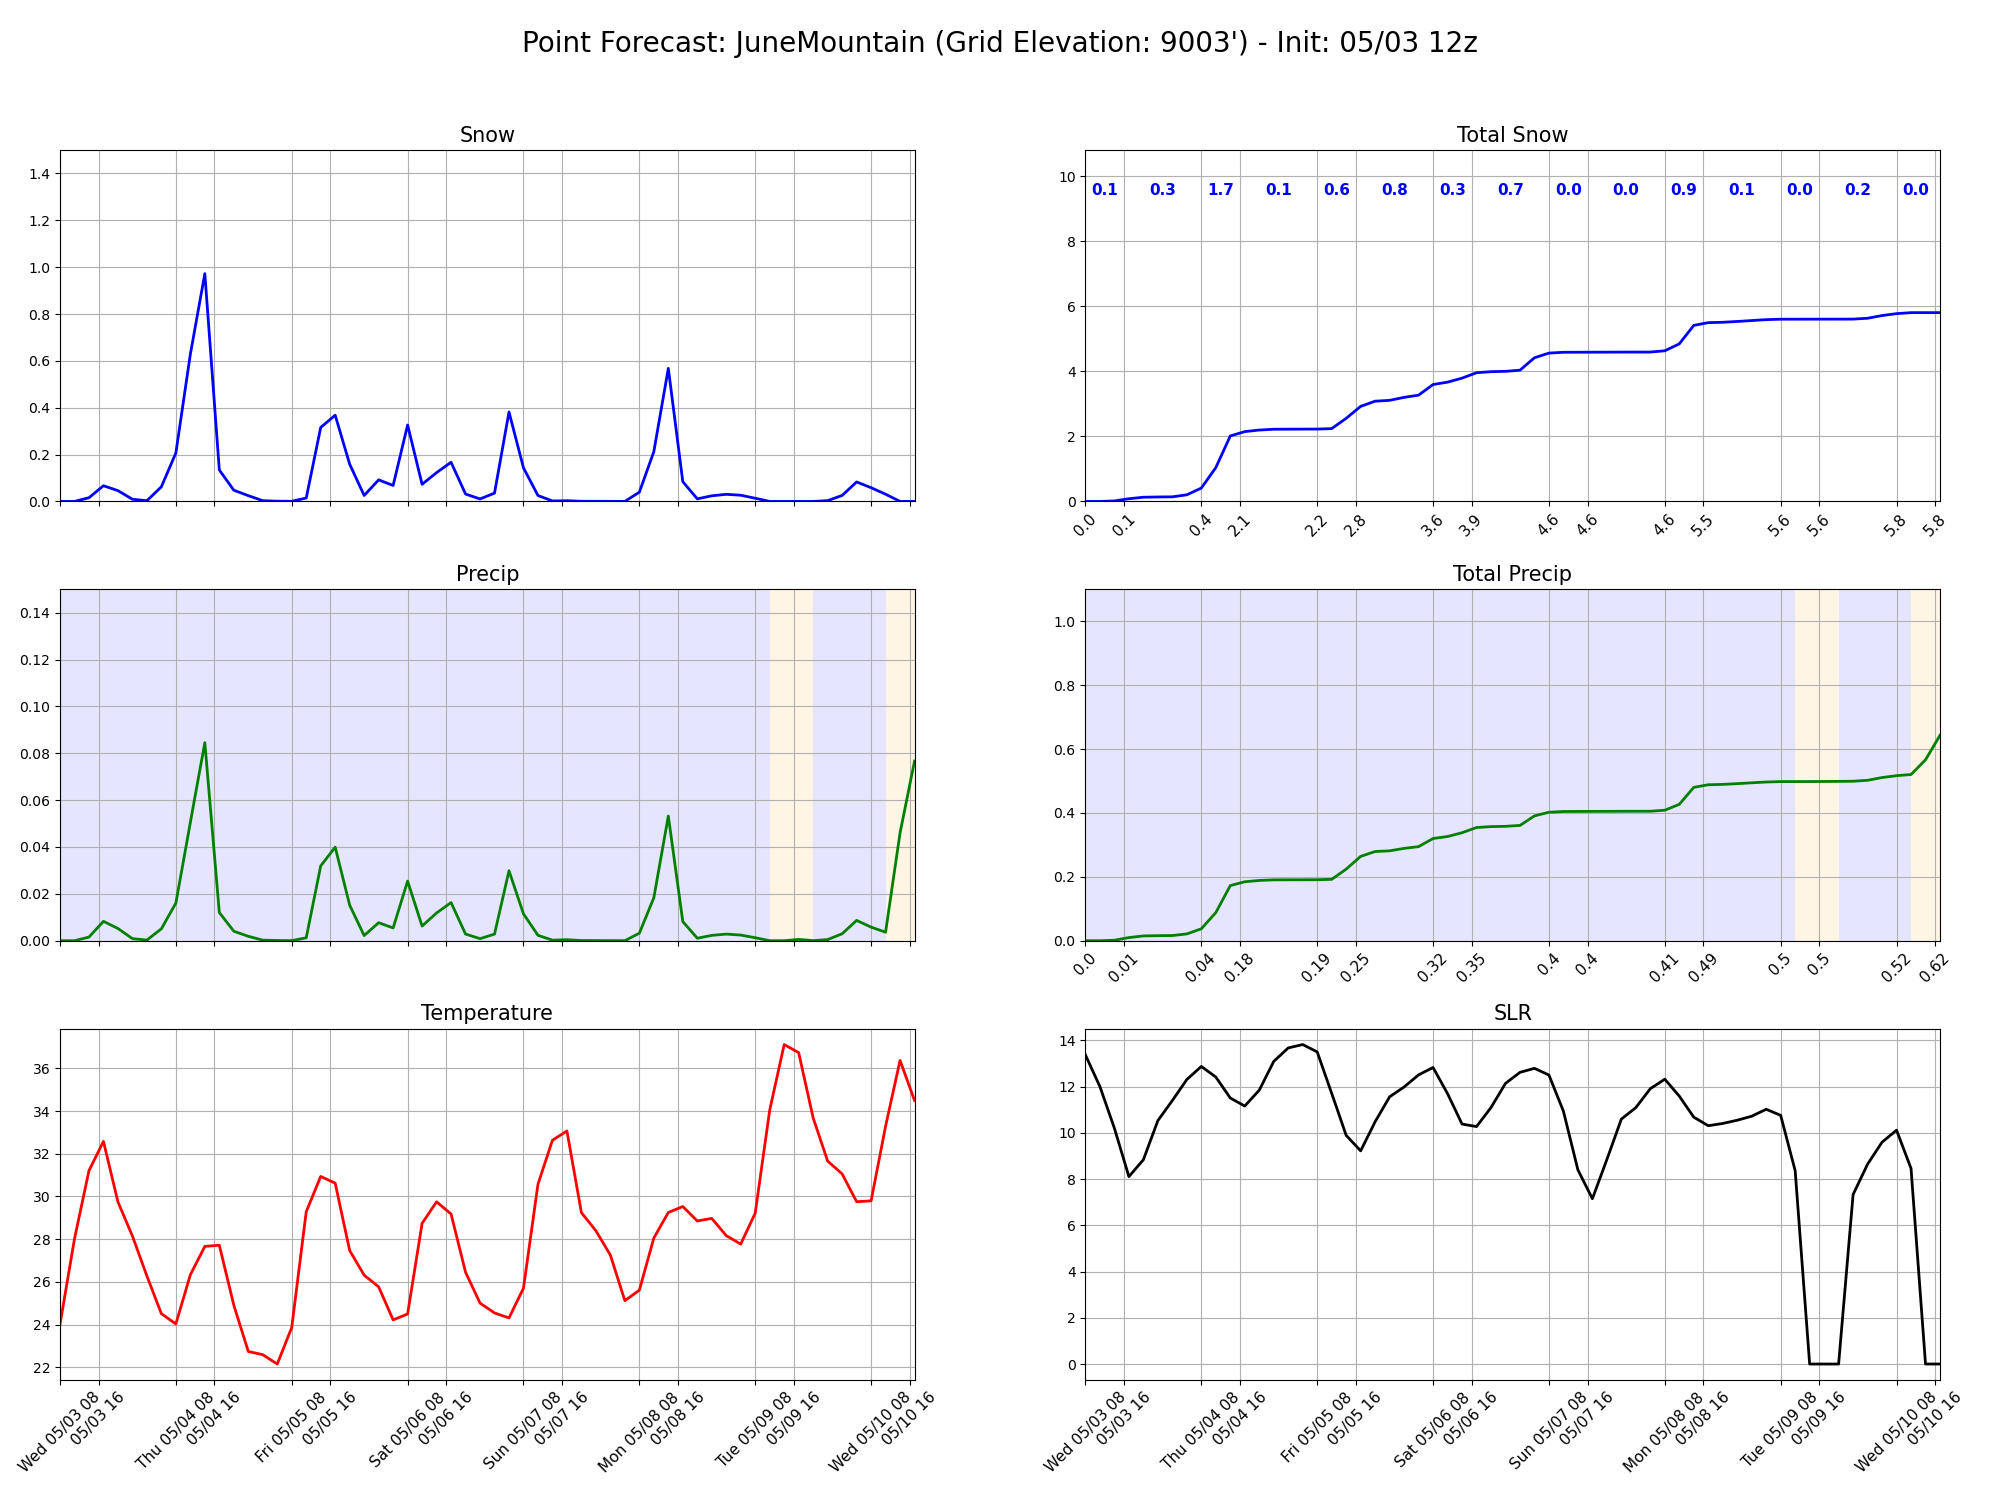 Point Forecast: JuneMountain (Grid Elevation: 9003') - Init: 05/03 12z
Snow
1.4
1.2
1.0
0.8
0.6
0.4
0.2
0.0
Total Snow
10
8
6
4
2
0
0.1 0.3 1.7 0.1 0.6 0.8 0.3 0.7 0.0 0.0 0.9 0.1 0.0 0.2 0.0
0.0 0.1 0.4 2.1 2.2 2.8 3.6 3.9 4.6 4.6 4.6 5.5 5.6 5.6 5.8 5.8
Precip
0.14
0.12
0.10
0.08
0.06
0.04
0.02
0.00
Total Precip
1.0
0.8
0.6
0.4
0.2
0.0
0.0 0.01 0.04 0.18 0.19 0.25 0.32 0.35 0.4 0.4 0.41 0.49 0.5 0.5 0.52 0.62
Temperature
36
34
32
30
28
26
24
22
Wed 05/03 08
05/03 16
Thu 05/04 08
05/04 16
Fri 05/05 08
05/05 16
Sat 05/06 08
05/06 16
Sun 05/07 08
05/07 16
Mon 05/08 08
05/08 16
Tue 05/09 08
05/09 16
Wed 05/10 08
05/10 16
SLR
14
12
10
8
6
4
2
0
Wed 05/03 08
05/03 16
Thu 05/04 08
05/04 16
Fri 05/05 08
05/05 16
Sat 05/06 08
05/06 16
Sun 05/07 08
05/07 16
Mon 05/08 08
05/08 16
Tue 05/09 08
05/09 16
Wed 05/10 08
05/10 16